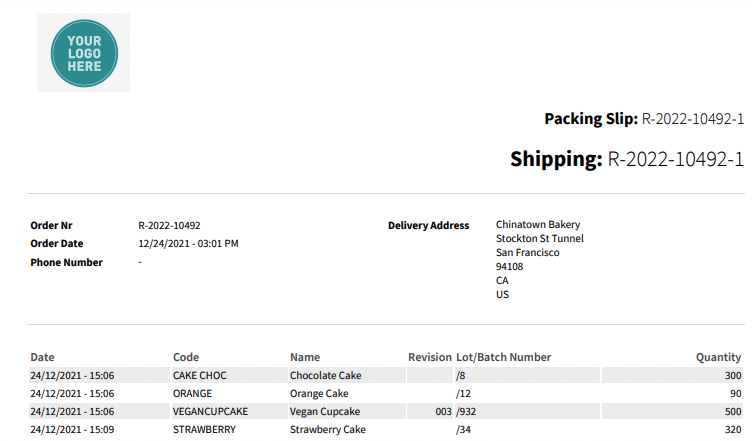 YOUR
LOGO
HERE
Packing Slip: R-2022-10492-1
Shipping: R-2022-10492-1
Order Nr R-2022-10492
Order Date 12/24/2021 - 03:01 PM
Phone Number -
Delivery Address Chinatown Bakery
Stockton St Tunnel
San Francisco
94108
CA
US
Date Code Name Revision Lot/Batch Number Quantity
24/12/2021 - 15:06 CAKE CHOC Chocolate Cake /8 300
24/12/2021 - 15:06 ORANGE Orange Cake /12 90
24/12/2021 - 15:06 VEGANCUPCAKE Vegan Cupcake 003 /932 500
24/12/2021 - 15:09 STRAWBERRY Strawberry Cake /34 320